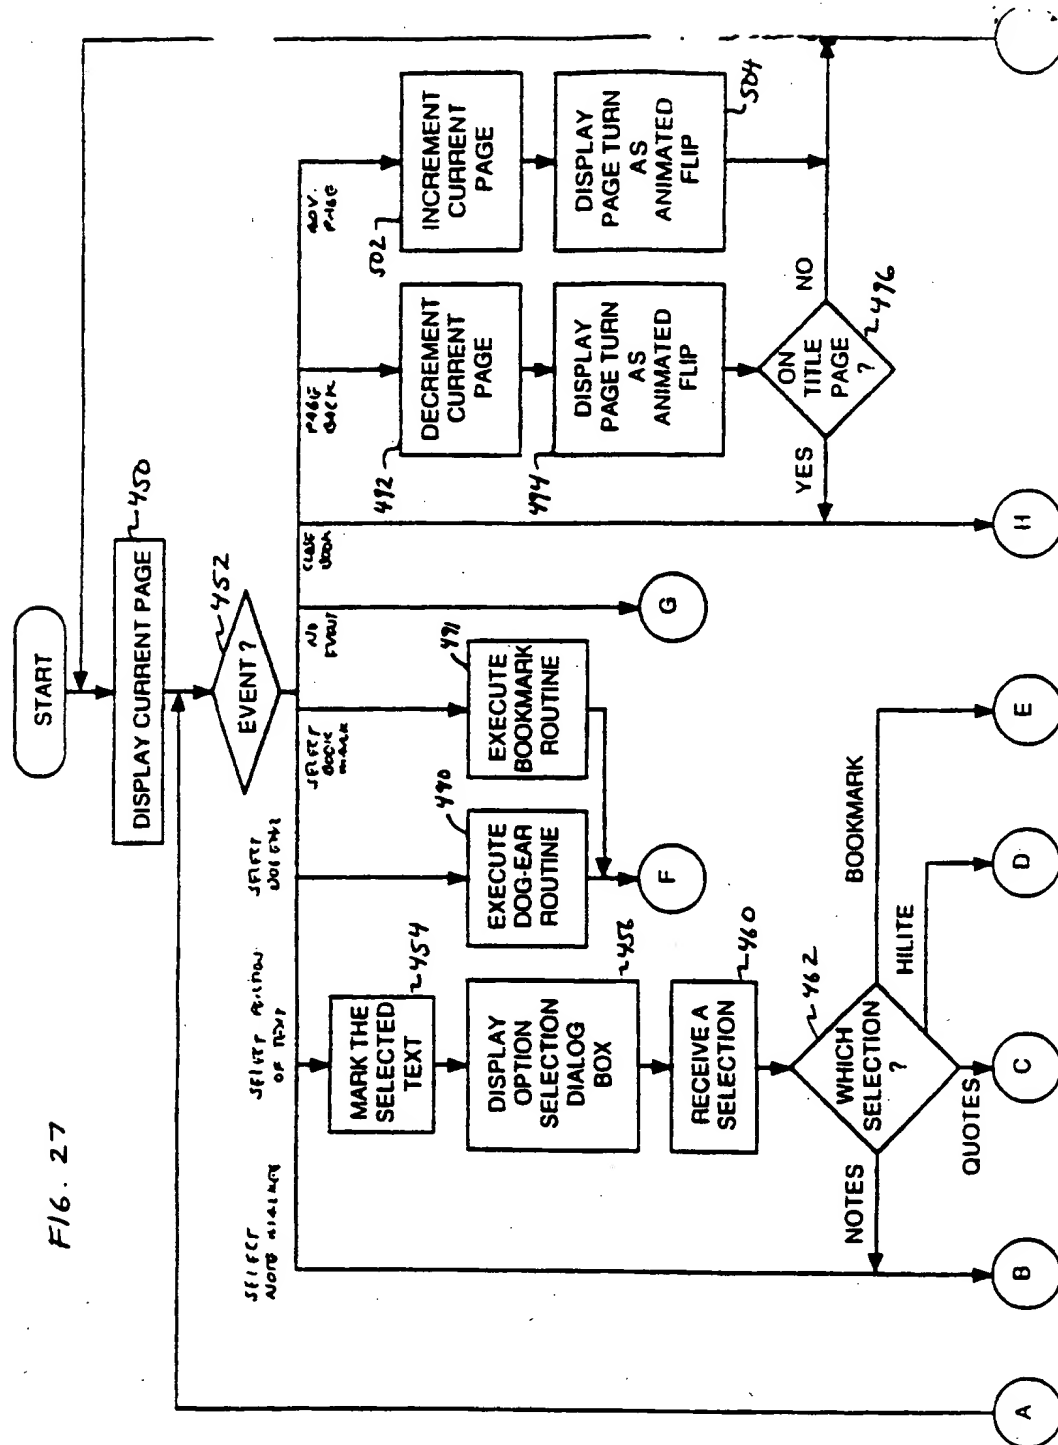 FIG. 27
START
DISPLAY CURRENT PAGE
450
EVENT?
452
SELECT
NOTE MARKER
SELECT PORTION
OF TEXT
SELECT
DOG EAR
SELECT
BOOK
MARK
NO
EVENT
CLOSE
BOOK
PAGE
BACK
ADV.
PAGE
MARK THE
SELECTED
TEXT
454
DISPLAY
OPTION
SELECTION
DIALOG
BOX
456
RECEIVE A
SELECTION
460
WHICH
SELECTION
?
462
NOTES
QUOTES
HILITE
BOOKMARK
EXECUTE
DOG-EAR
ROUTINE
490
EXECUTE
BOOKMARK
ROUTINE
491
F
G
DECREMENT
CURRENT
PAGE
492
DISPLAY
PAGE TURN
AS
ANIMATED
FLIP
494
ON
TITLE
PAGE
?
496
YES
NO
INCREMENT
CURRENT
PAGE
502
DISPLAY
PAGE TURN
AS
ANIMATED
FLIP
504
A
B
C
D
E
H